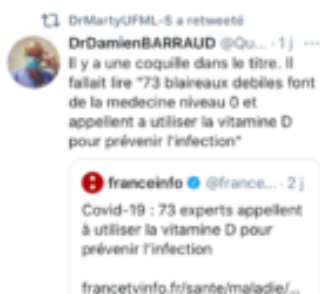 DrMartyUFML-S a retweeté
DrDamienBARRAUD @Qu... · 1 j ...
Il y a une coquille dans le titre. Il
fallait lire "73 blaireaux debiles font
de la medecine niveau 0 et
appellent a utiliser la vitamine D
pour prévenir l'infection"
franceinfo @france... · 2 j
Covid-19 : 73 experts appellent
à utiliser la vitamine D pour
prévenir l'infection
francetvinfo.fr/sante/maladie/...